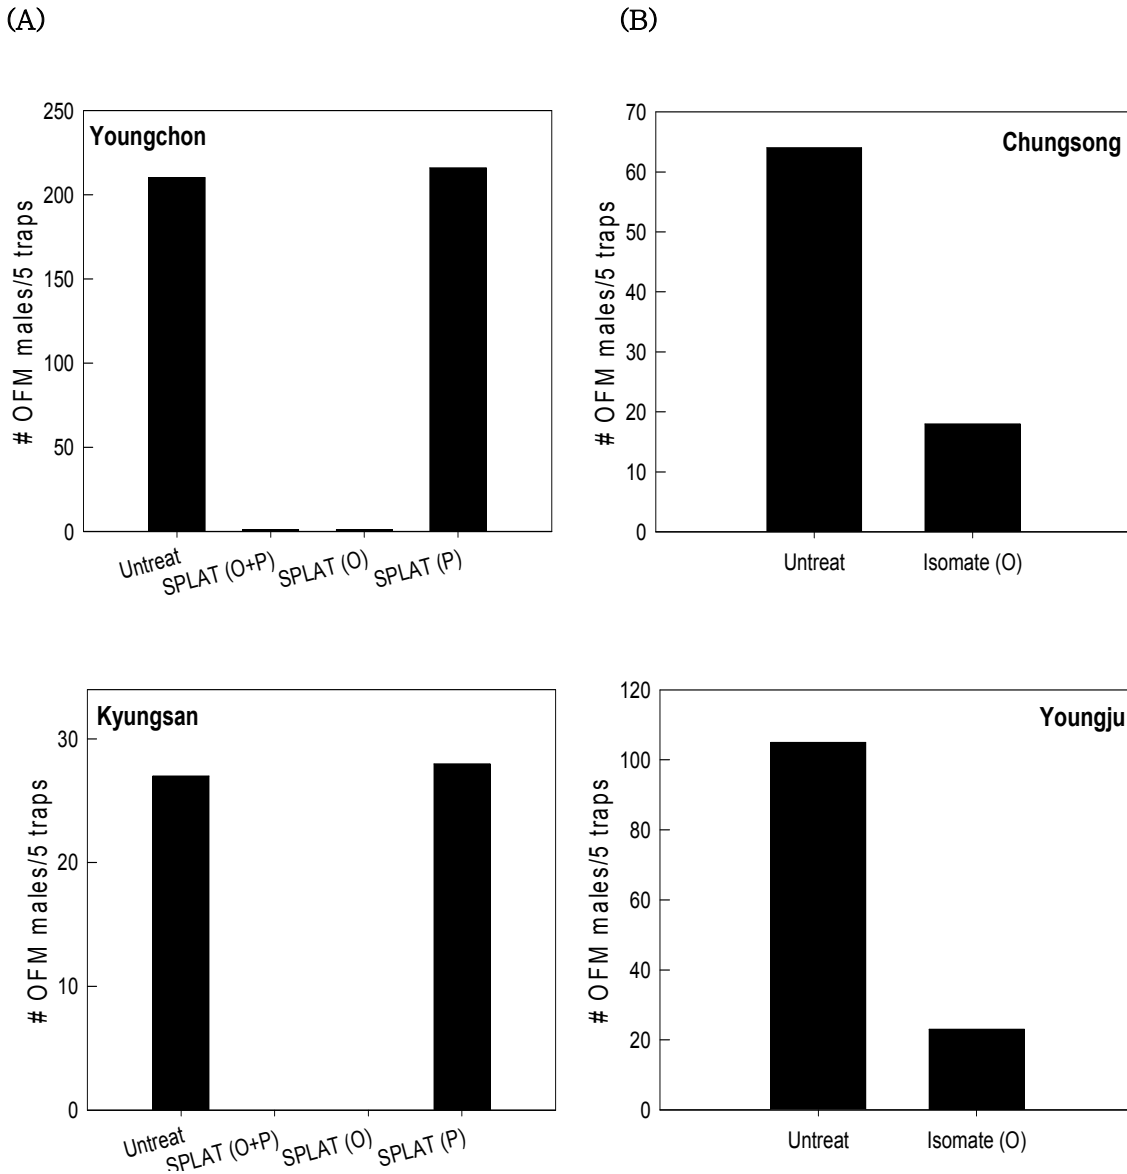 (A)
(B)
250
200
150
100
50
0
# OFM males/5 traps
Youngchon
Untreat
SPLAT (O+P)
SPLAT (O)
SPLAT (P)
70
60
50
40
30
20
10
0
# OFM males/5 traps
Chungsong
Untreat
Isomate (O)
30
20
10
0
# OFM males/5 traps
Kyungsan
Untreat
SPLAT (O+P)
SPLAT (O)
SPLAT (P)
120
100
80
60
40
20
0
# OFM males/5 traps
Youngju
Untreat
Isomate (O)